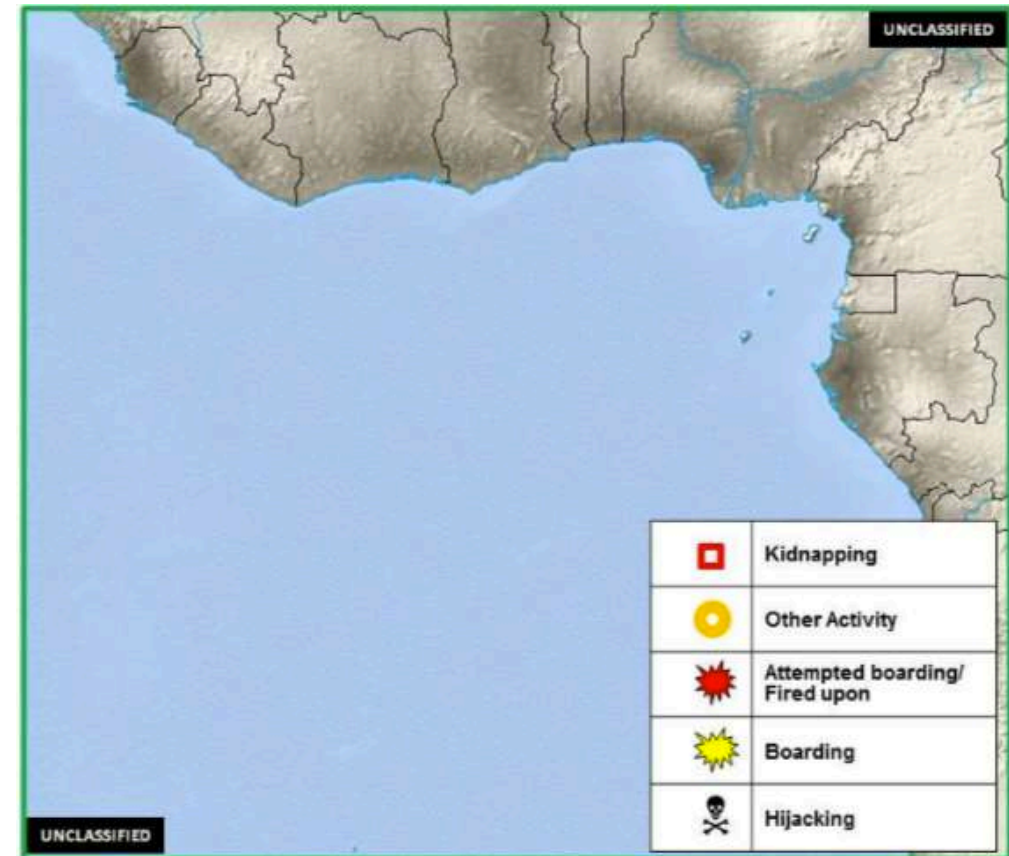 UNCLASSIFIED
Kidnapping
Other Activity
Attempted boarding/
Fired upon
Boarding
Hijacking
UNCLASSIFIED